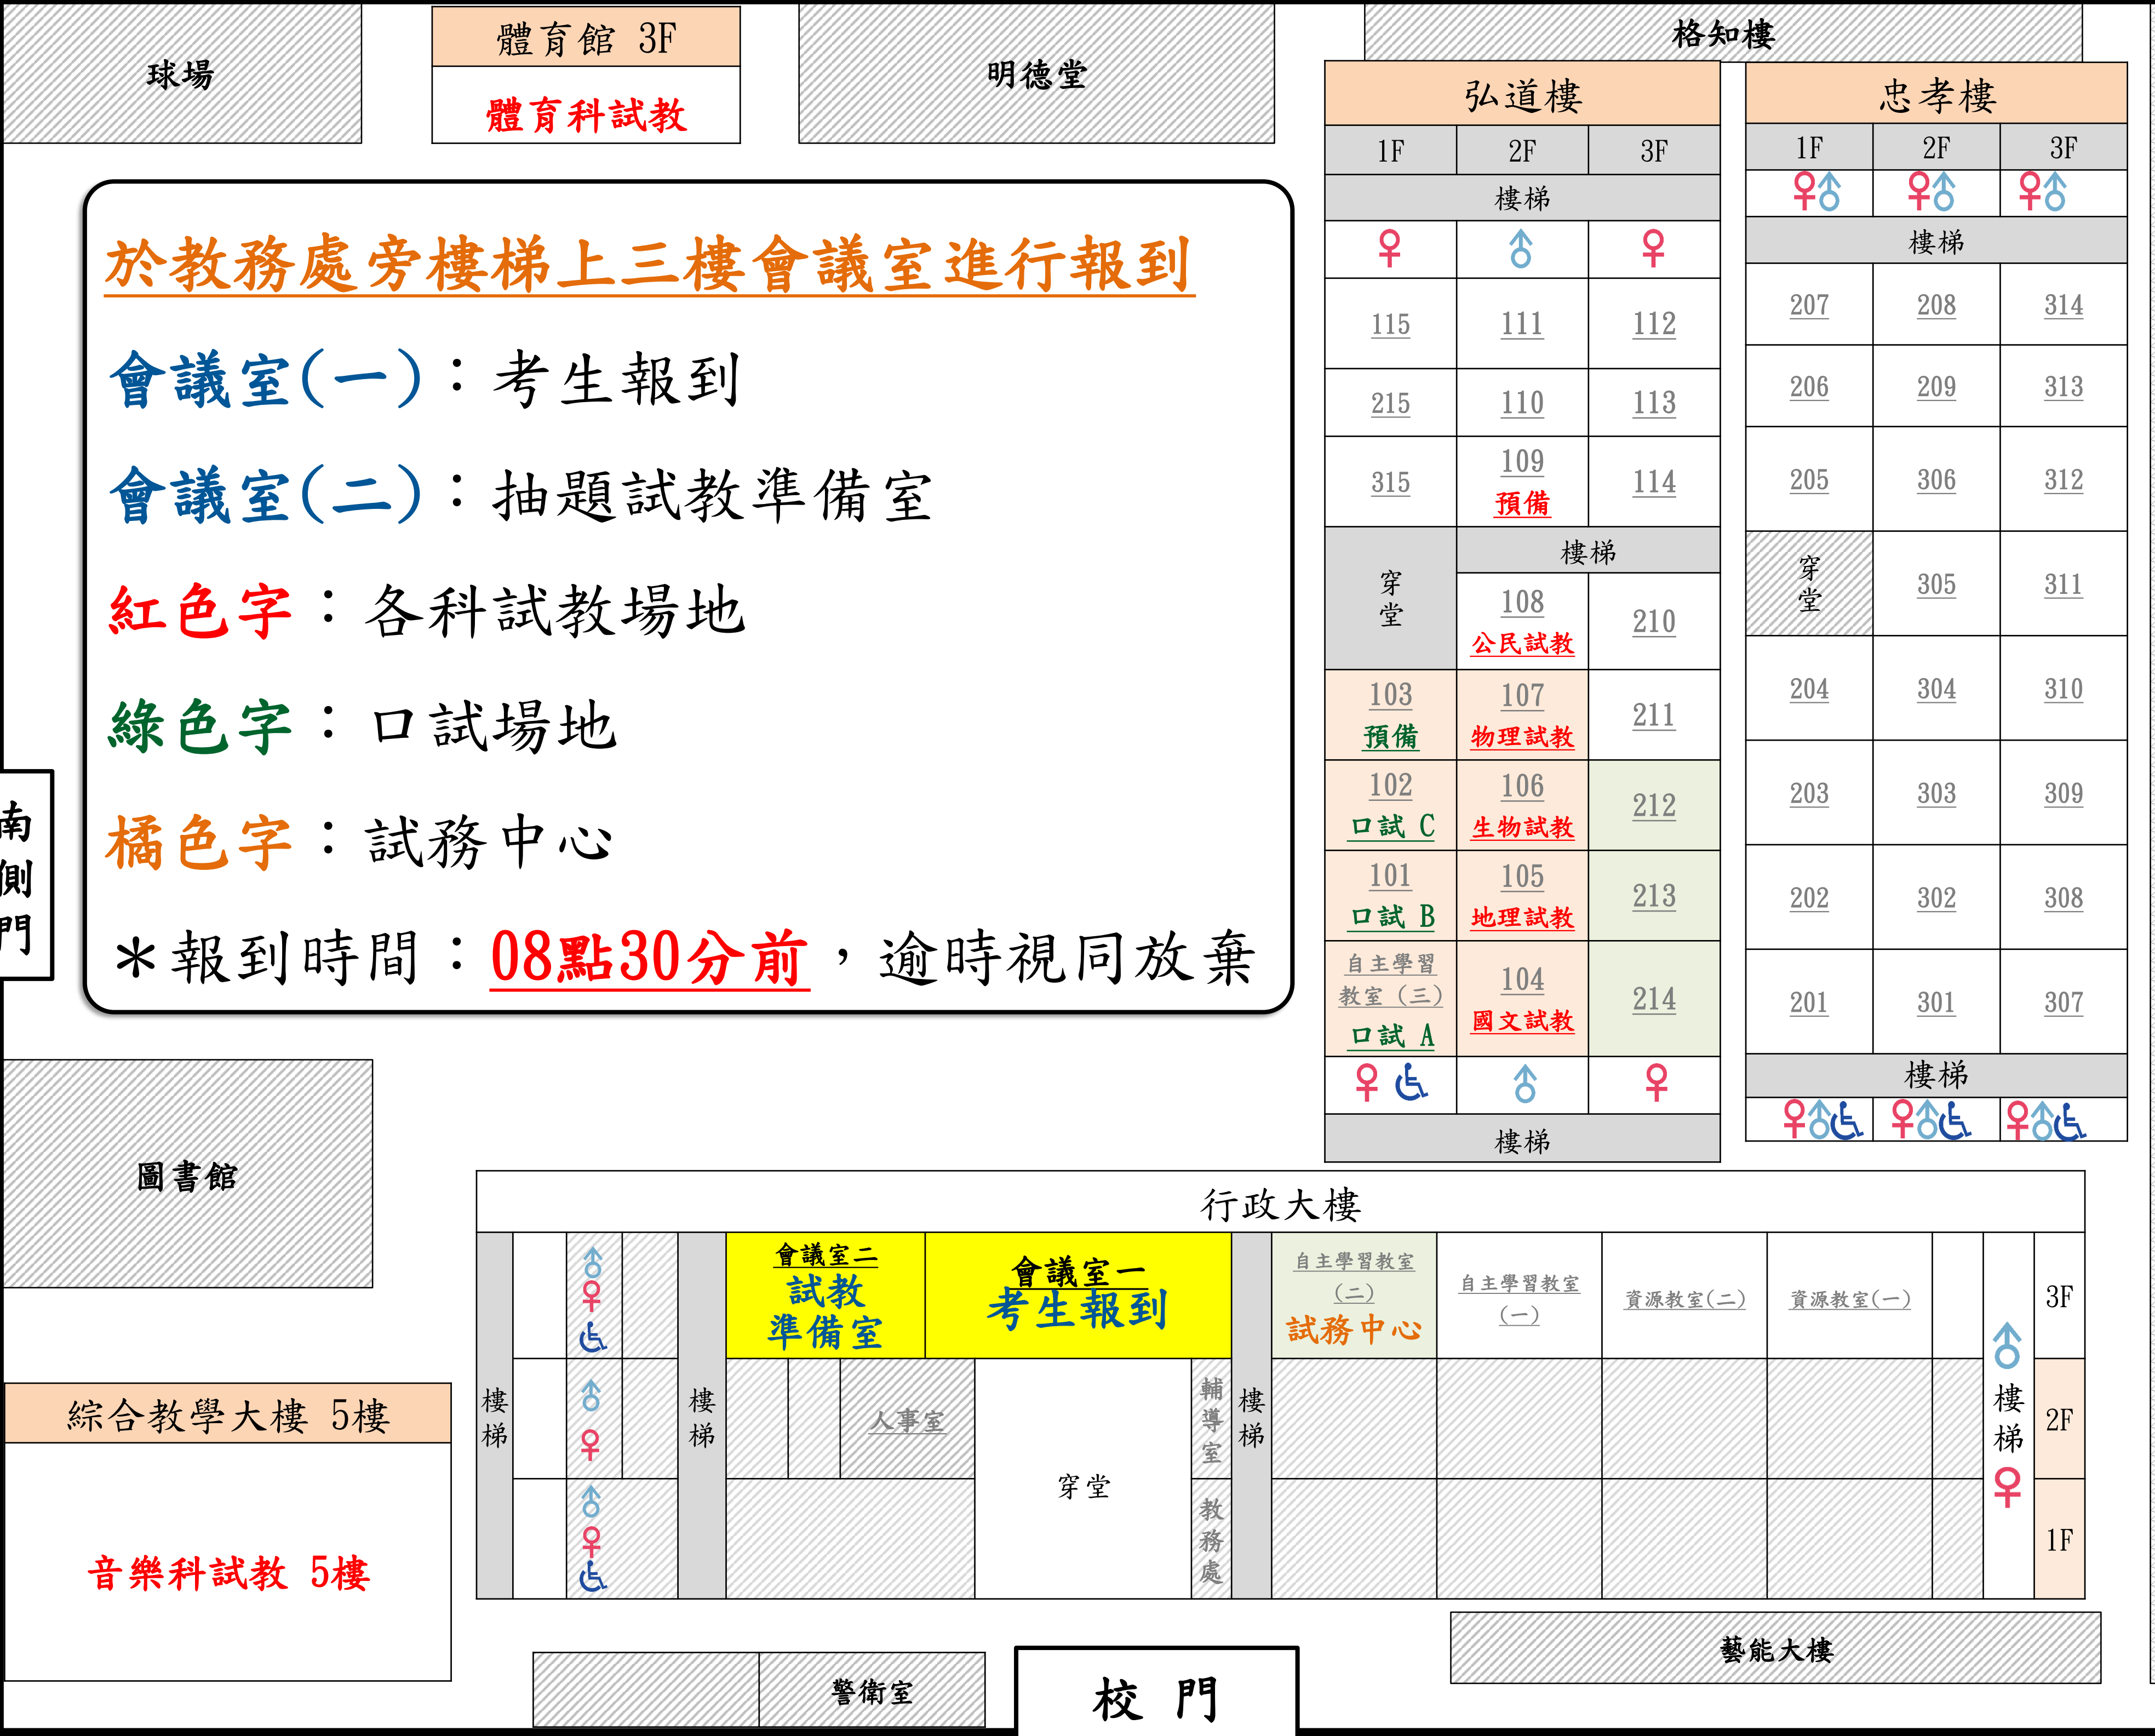 球場
體育館 3F
體育科試教
明德堂
格知樓
於教務處旁樓梯上三樓會議室進行報到
會議室(一)：考生報到
會議室(二)：抽題試教準備室
紅色字：各科試教場地
綠色字：口試場地
橘色字：試務中心
＊報到時間：08點30分前，逾時視同放棄
南側門
弘道樓
1F 2F 3F
樓梯
115 111 112
215 110 113
315 109 114
預備
穿堂
樓梯
108 210
公民試教
103 107 211
預備 物理試教
102 106 212
口試 C 生物試教
101 105 213
口試 B 地理試教
自主學習
教室（三） 104 214
口試 A 國文試教
樓梯
忠孝樓
1F 2F 3F
樓梯
207 208 314
206 209 313
205 306 312
穿堂 305 311
204 304 310
203 303 309
202 302 308
201 301 307
樓梯
圖書館
行政大樓
樓梯
樓梯
會議室二
試教
準備室
會議室一
考生報到
樓梯
自主學習教室
(二)
試務中心
自主學習教室
(一)
資源教室(二)
資源教室(一)
3F
人事室
穿堂
輔導室
樓梯
2F
教務處
1F
綜合教學大樓 5樓
音樂科試教 5樓
警衛室
校 門
藝能大樓